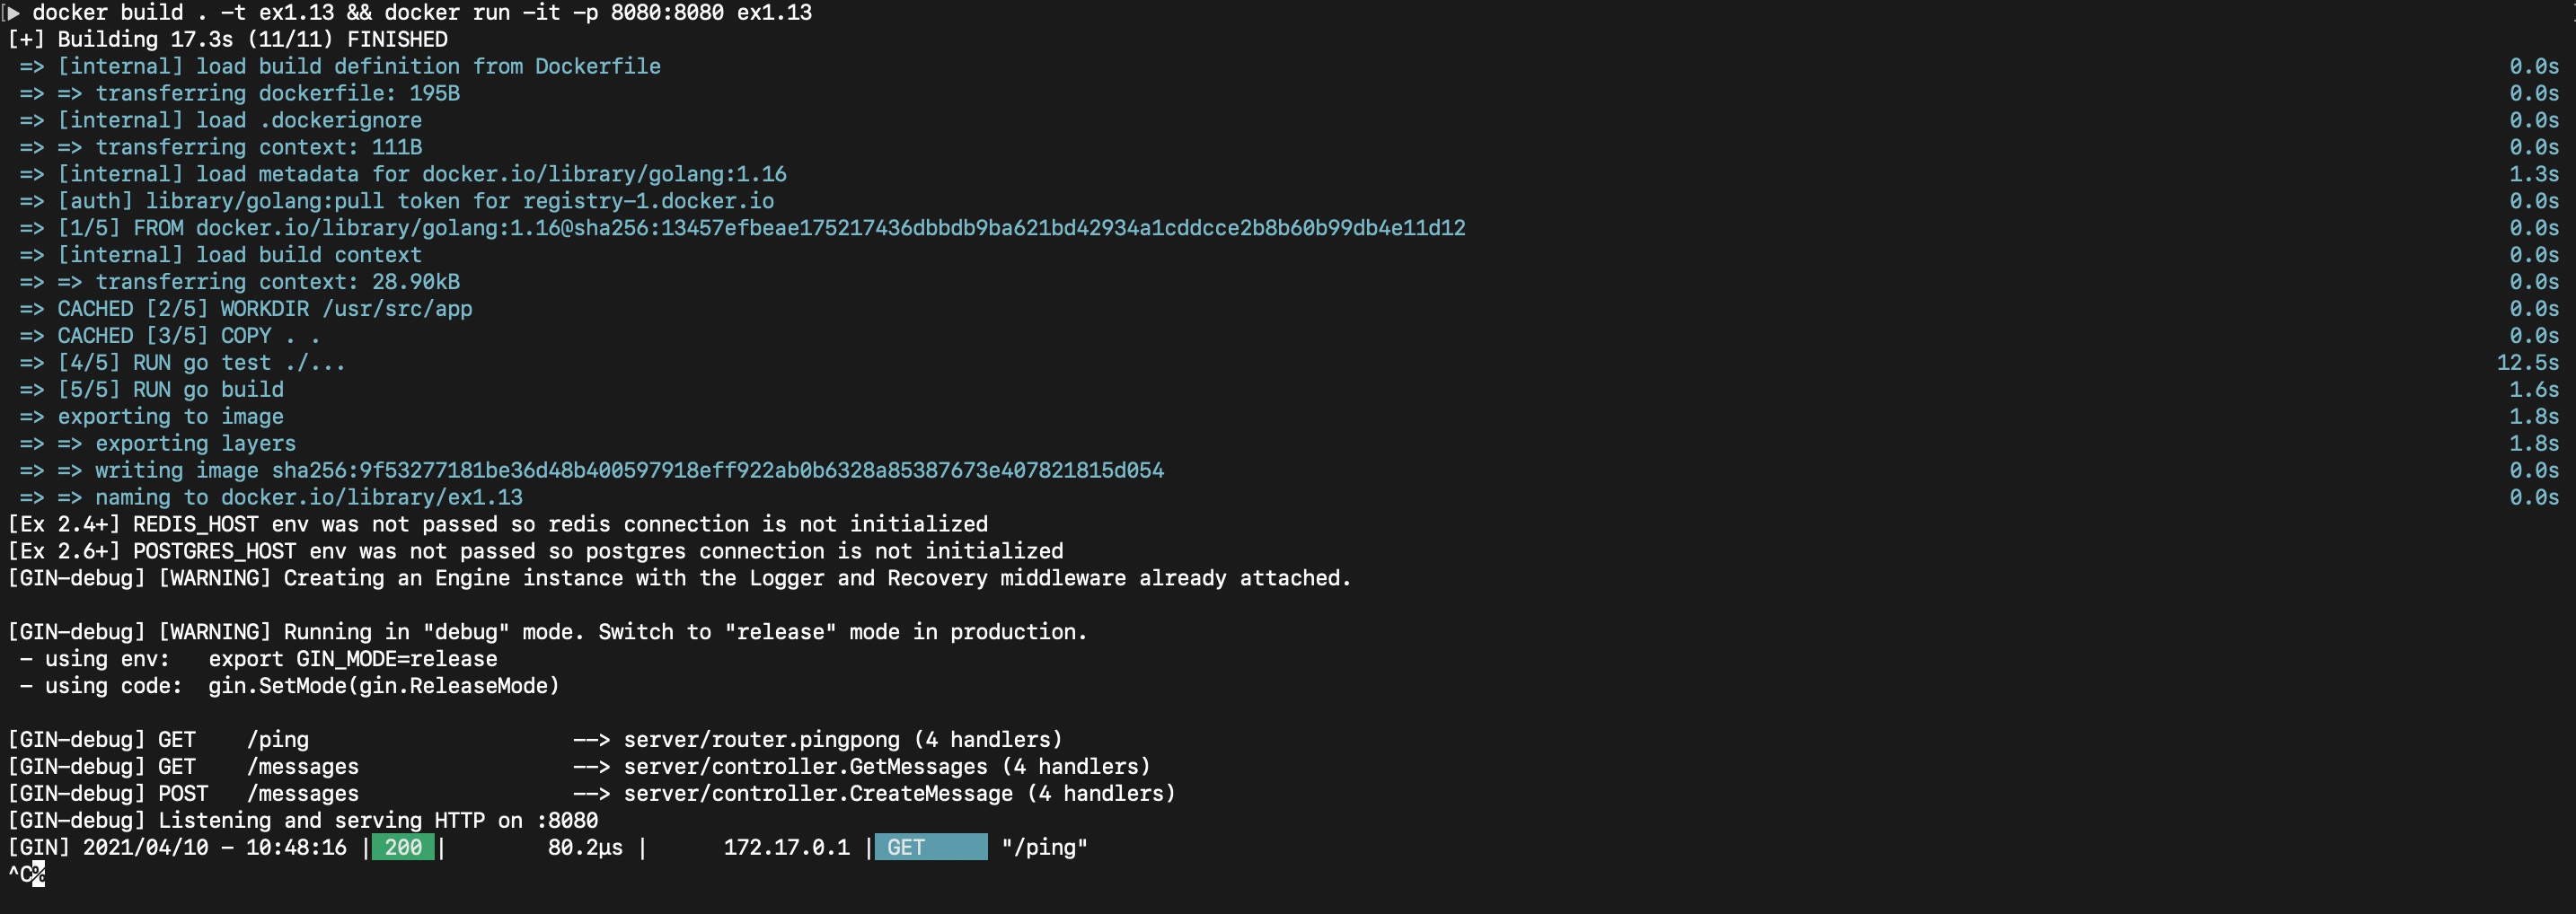 docker build . -t ex1.13 && docker run -it -p 8080:8080 ex1.13
[+] Building 17.3s (11/11) FINISHED
=> [internal] load build definition from Dockerfile 0.0s
=> => transferring dockerfile: 195B 0.0s
=> [internal] load .dockerignore 0.0s
=> => transferring context: 111B 0.0s
=> [internal] load metadata for docker.io/library/golang:1.16 1.3s
=> [auth] library/golang:pull token for registry-1.docker.io 0.0s
=> [1/5] FROM docker.io/library/golang:1.16@sha256:13457efbeae175217436dbbdb9ba621bd42934a1cddcce2b8b60b99db4e11d12 0.0s
=> [internal] load build context 0.0s
=> => transferring context: 28.90kB 0.0s
=> CACHED [2/5] WORKDIR /usr/src/app 0.0s
=> CACHED [3/5] COPY . . 0.0s
=> [4/5] RUN go test ./... 12.5s
=> [5/5] RUN go build 1.6s
=> exporting to image 1.8s
=> => exporting layers 1.8s
=> => writing image sha256:9f53277181be36d48b400597918eff922ab0b6328a85387673e407821815d054 0.0s
=> => naming to docker.io/library/ex1.13 0.0s
[Ex 2.4+] REDIS_HOST env was not passed so redis connection is not initialized
[Ex 2.6+] POSTGRES_HOST env was not passed so postgres connection is not initialized
[GIN-debug] [WARNING] Creating an Engine instance with the Logger and Recovery middleware already attached.
[GIN-debug] [WARNING] Running in "debug" mode. Switch to "release" mode in production.
- using env: export GIN_MODE=release
- using code: gin.SetMode(gin.ReleaseMode)
[GIN-debug] GET /ping --> server/router.pingpong (4 handlers)
[GIN-debug] GET /messages --> server/controller.GetMessages (4 handlers)
[GIN-debug] POST /messages --> server/controller.CreateMessage (4 handlers)
[GIN-debug] Listening and serving HTTP on :8080
[GIN] 2021/04/10 - 10:48:16 | 200 | 80.2µs | 172.17.0.1 | GET "/ping"
^C%